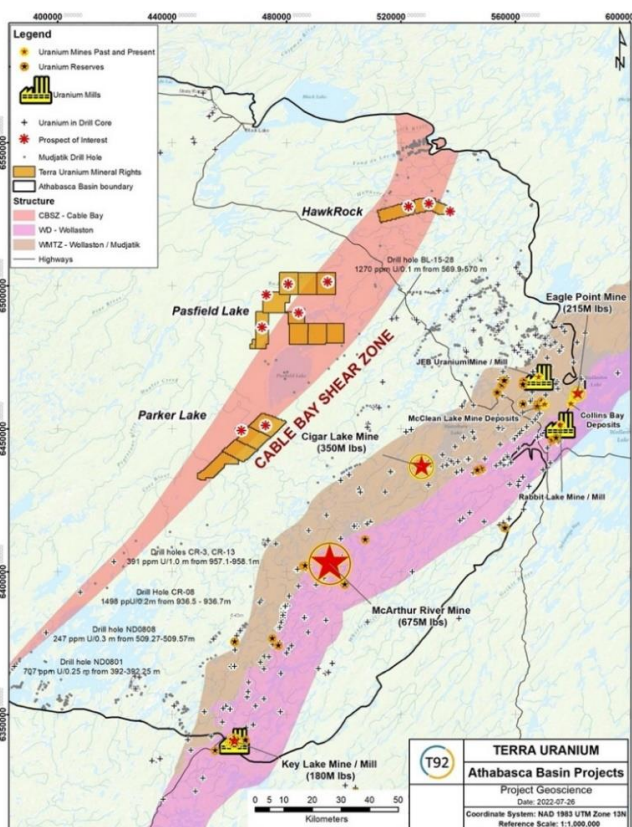 400000 440000 480000 520000 560000 600000
Legend
Uranium Mines Past and Present
Uranium Reserves
Uranium Mills
Uranium in Drill Core
Prospect of Interest
Mudjatik Drill Hole
Terra Uranium Mineral Rights
Athabasca Basin boundary
Structure
CBSZ - Cable Bay
WD - Wollaston
WMTZ - Wollaston / Mudjatik
Highways
N
6550000
HawkRock
Drill hole BL-15-28
1270 ppm U/0.1 m from 569.9-570 m
6500000
Pasfield Lake
Eagle Point Mine
(215M lbs)
JEB Uranium Mine / Mill
CABLE BAY SHEAR ZONE
Parker Lake
McClean Lake Mine Deposits
Collins Bay
Deposits
6450000
Cigar Lake Mine
(350M lbs)
Rabbit Lake Mine / Mill
Drill holes CR-3, CR-13
391 ppm U/1.0 m from 957.1-958.1m
6400000
Drill Hole CR-08
1498 ppU/0.2m from 936.5 - 936.7m
McArthur River Mine
(675M lbs)
Drill hole ND0808
247 ppm U/0.3 m from 509.27-509.57m
Drill hole ND0801
707 ppm U/0.25 m from 392-392.25 m
6350000
Key Lake Mine / Mill
(180M lbs)
0 5 10 20 30 40 50
Kilometers
T92
TERRA URANIUM
Athabasca Basin Projects
Project Geoscience
Date: 2022-07-26
Coordinate System: NAD 1983 UTM Zone 13N
Reference Scale: 1:1,000,000